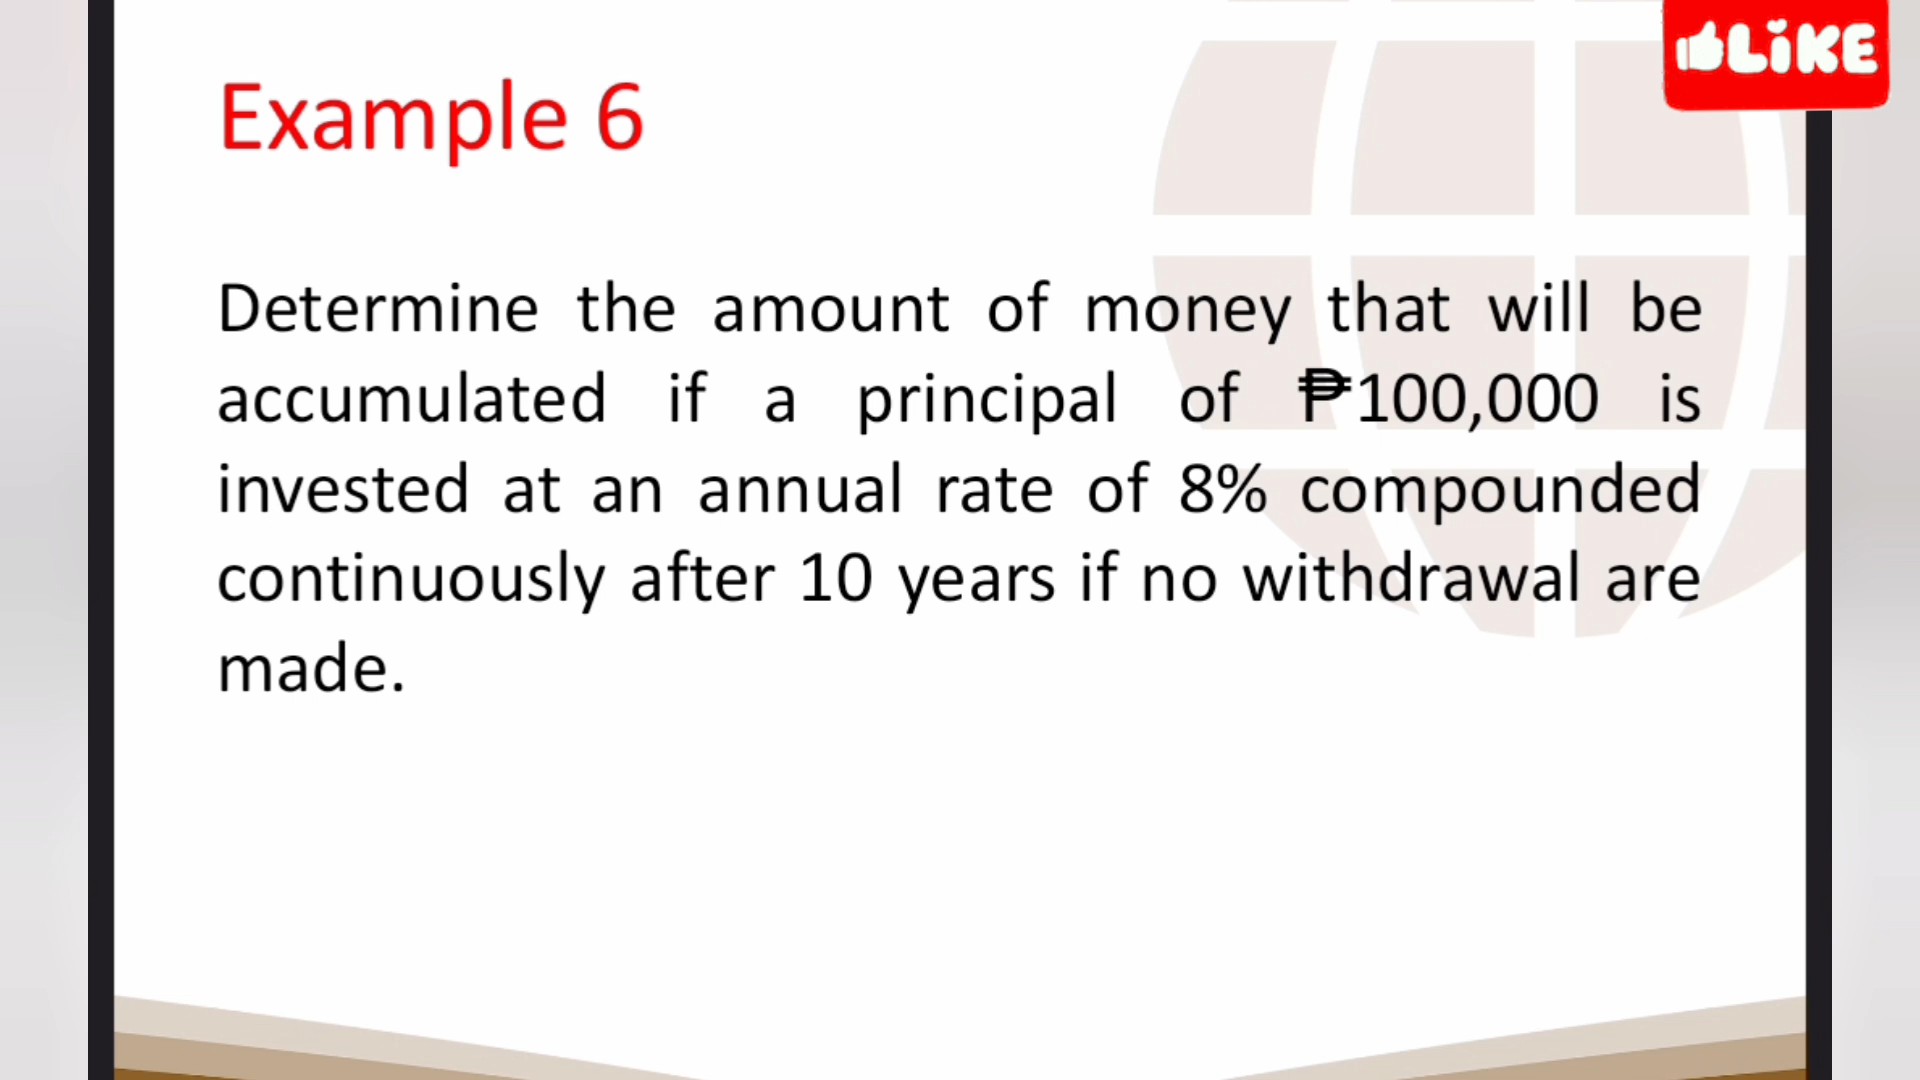 LiKE
Example 6
Determine the amount of money that will be
accumulated if a principal of ₱100,000 is
invested at an annual rate of 8% compounded
continuously after 10 years if no withdrawal are
made.